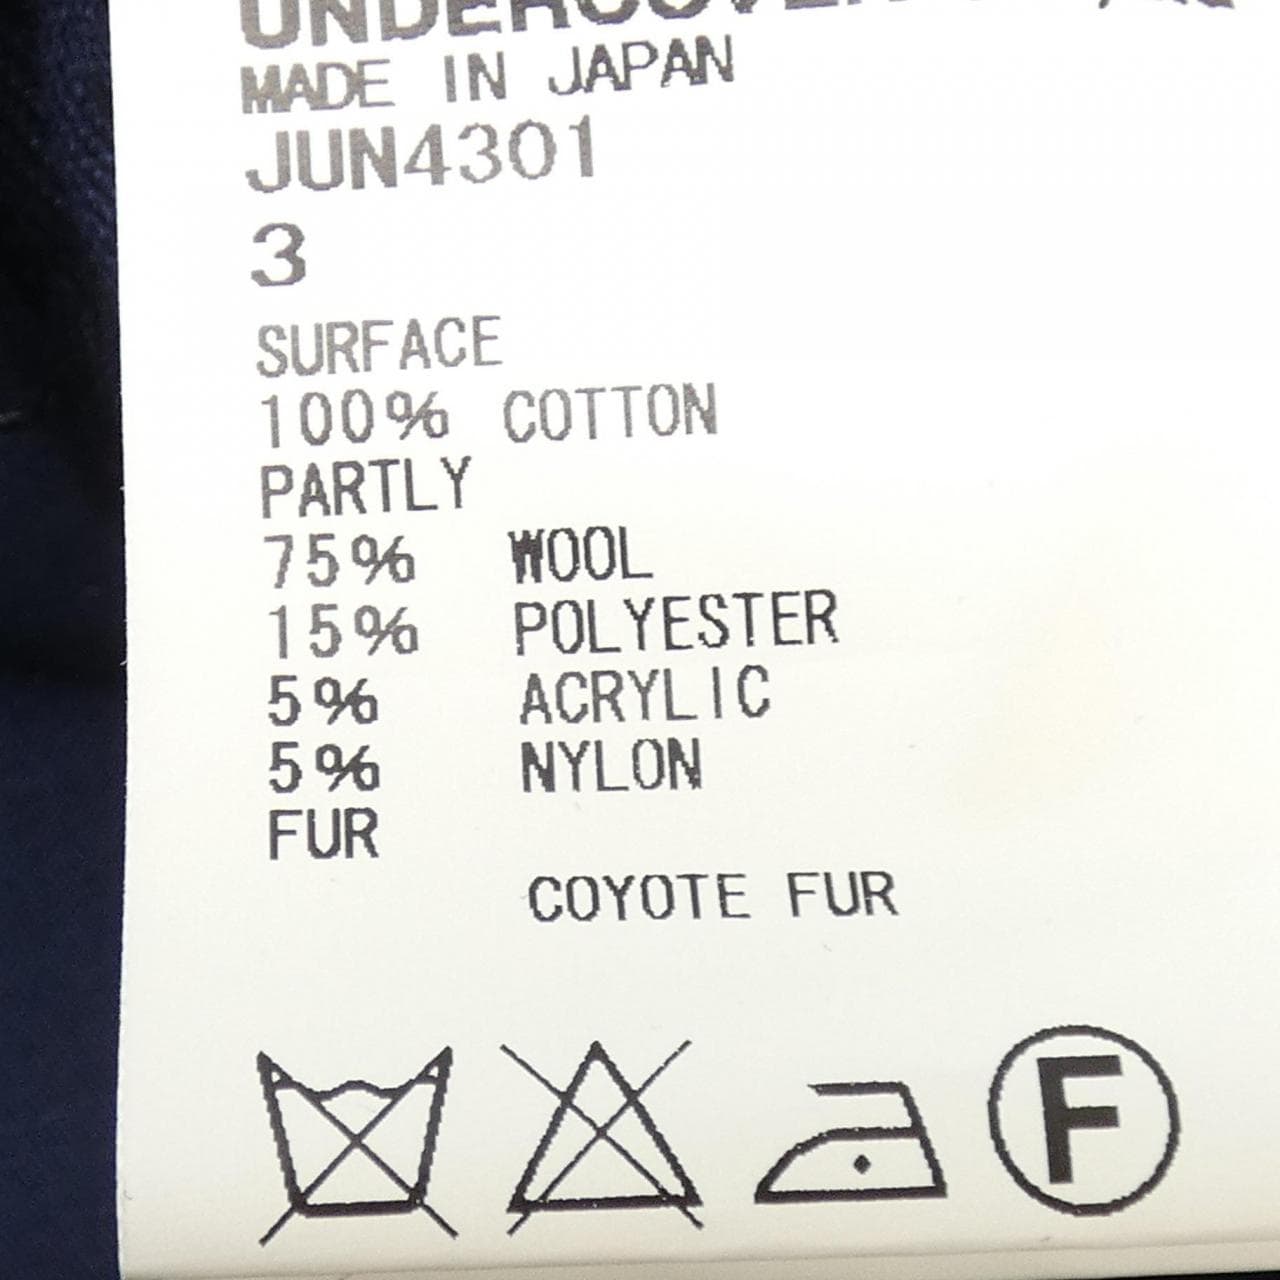 UNDERCOVER
MADE IN JAPAN
JUN4301
3
SURFACE
100% COTTON
PARTLY
75% WOOL
15% POLYESTER
5% ACRYLIC
5% NYLON
FUR
COYOTE FUR
F